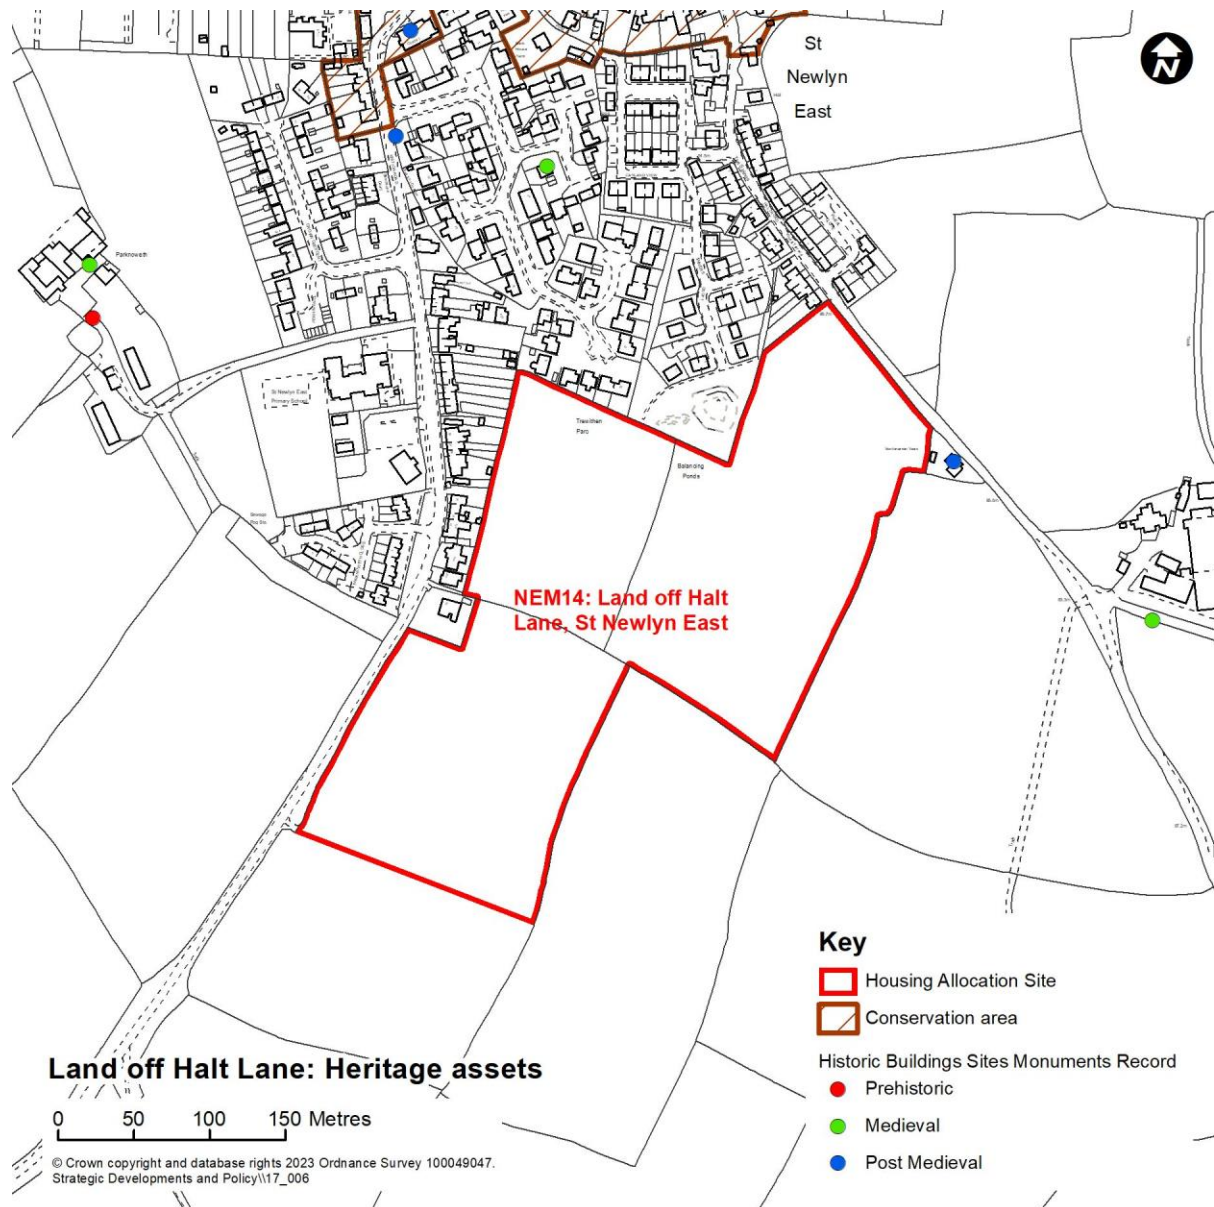 St
Newlyn
East
N
Parknoweth
St Newlyn East
Primary School
Trewithen
Parc
Balancing
Ponds
NEM14: Land off Halt
Lane, St Newlyn East
Key
Housing Allocation Site
Conservation area
Historic Buildings Sites Monuments Record
Prehistoric
Medieval
Post Medieval
Land off Halt Lane: Heritage assets
0 50 100 150 Metres
© Crown copyright and database rights 2023 Ordnance Survey 100049047.
Strategic Developments and Policy\\17_006